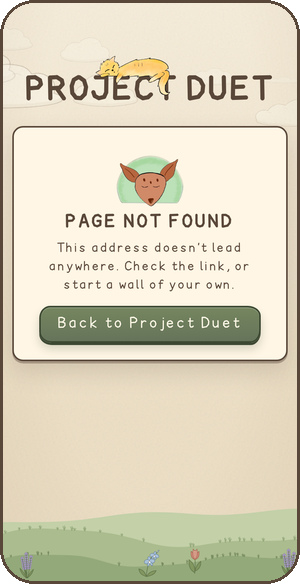 PROJECT DUET
PAGE NOT FOUND
This address doesn't lead
anywhere. Check the link, or
start a wall of your own.
Back to Project Duet